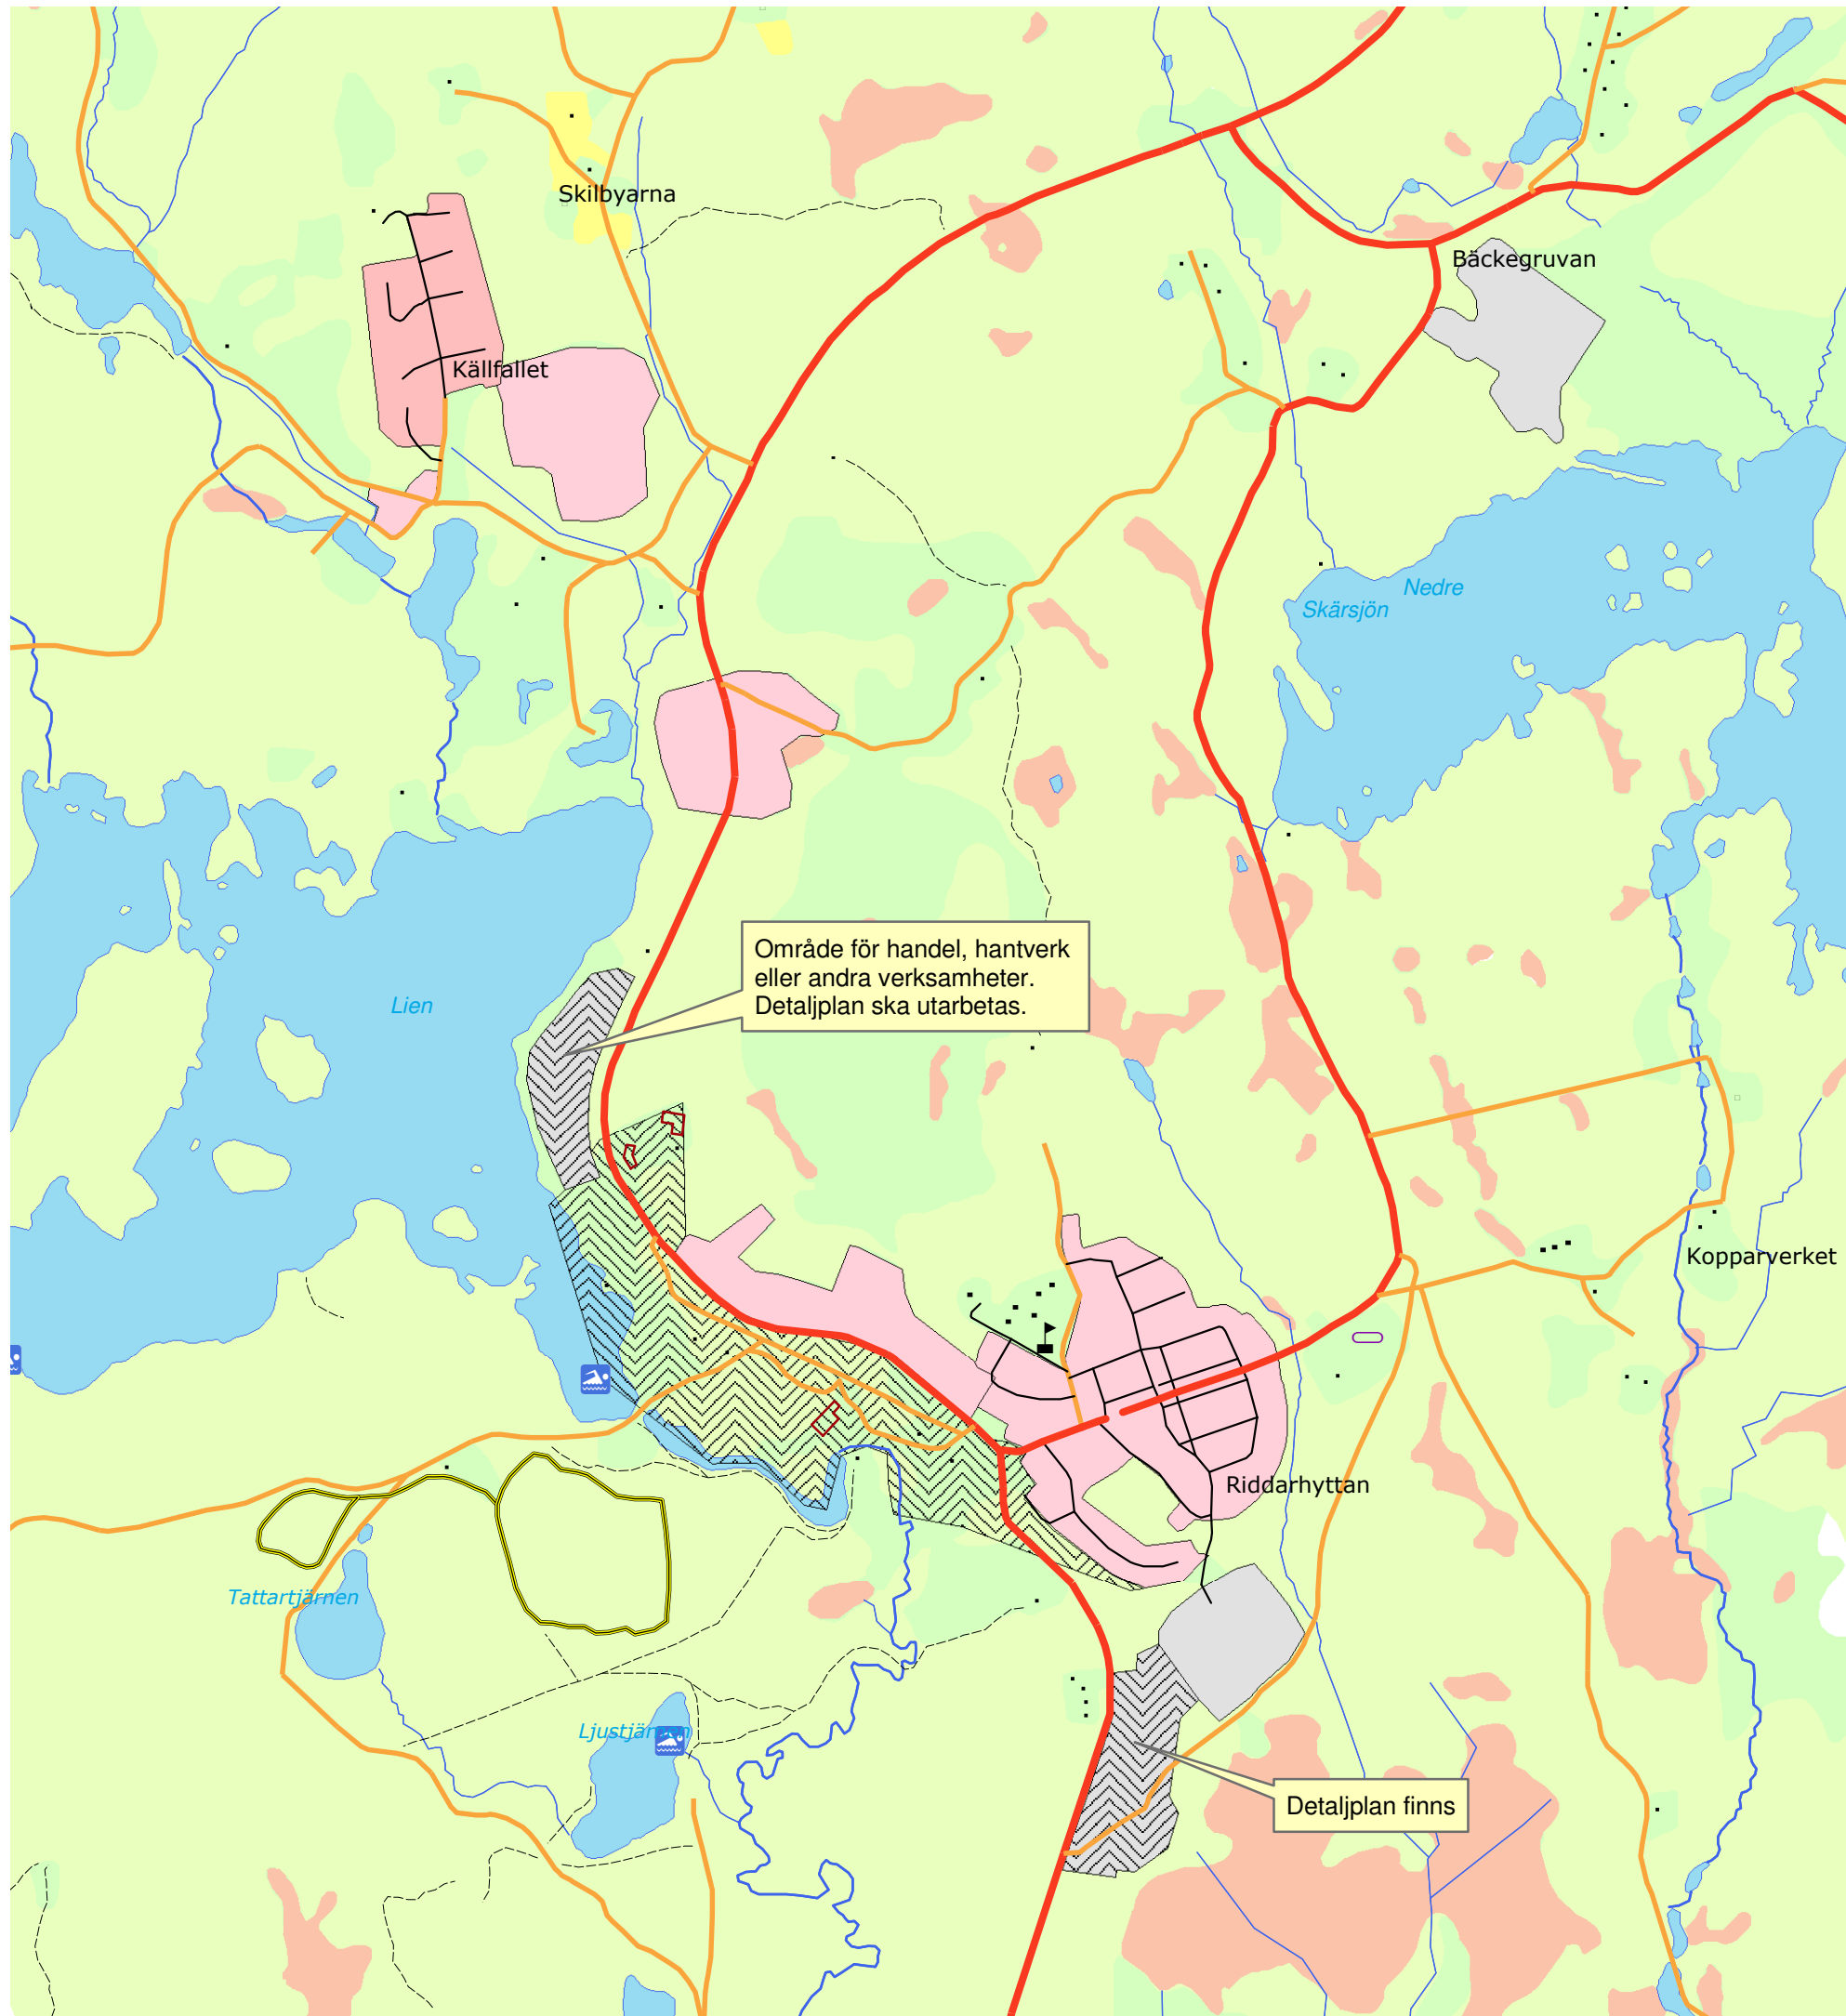 Skilbyarna
Bäckegruvan
Källfallet
Nedre
Skärsjön
Område för handel, hantverk
eller andra verksamheter.
Detaljplan ska utarbetas.
Lien
Kopparverket
Riddarhyttan
Tattartjärnen
Ljustjärnen
Detaljplan finns